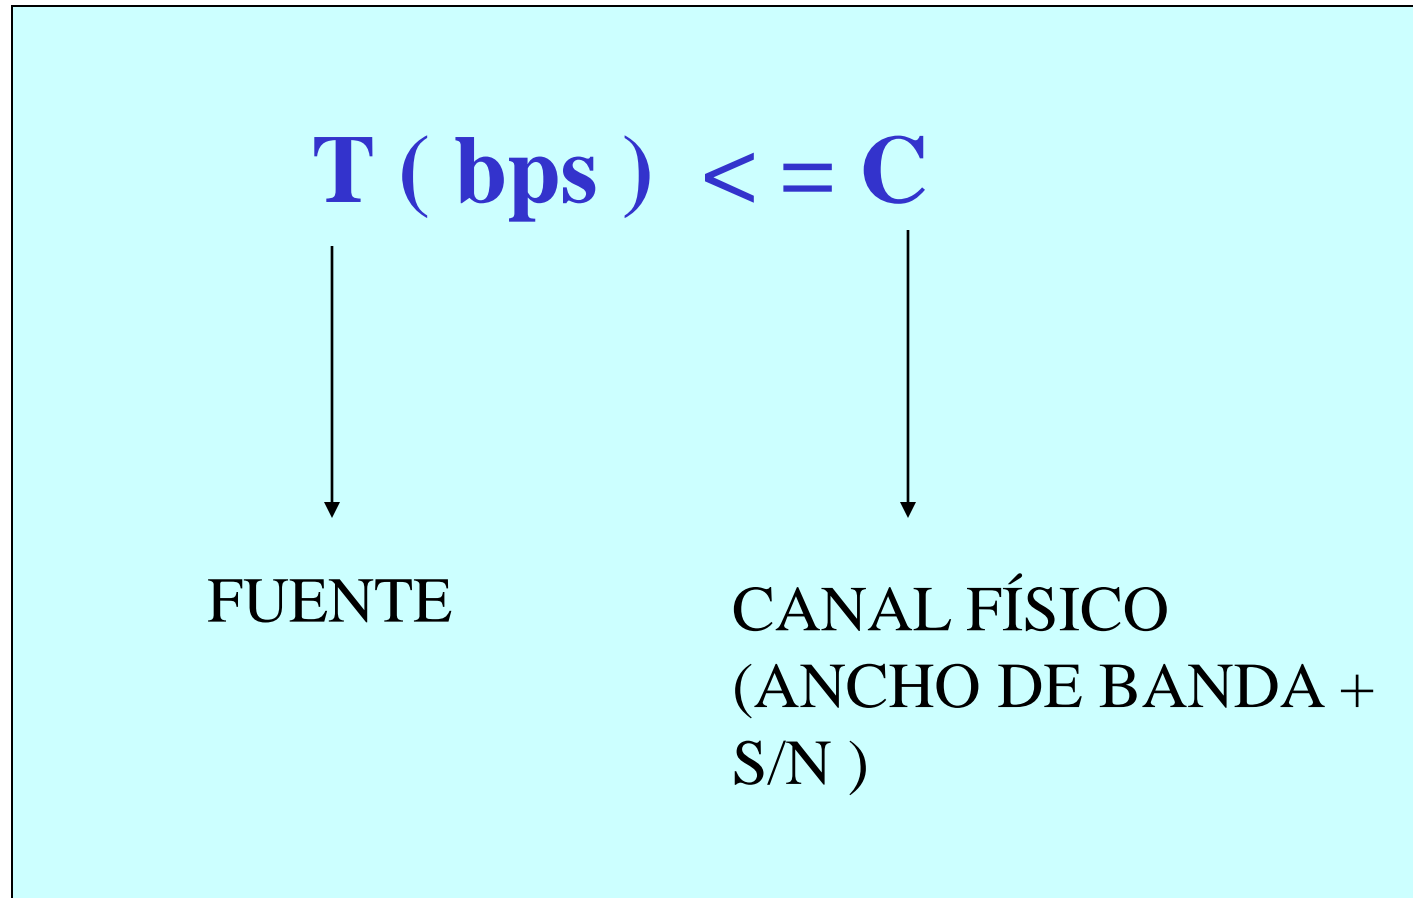 T ( bps ) < = C
FUENTE
CANAL FÍSICO
(ANCHO DE BANDA +
S/N )